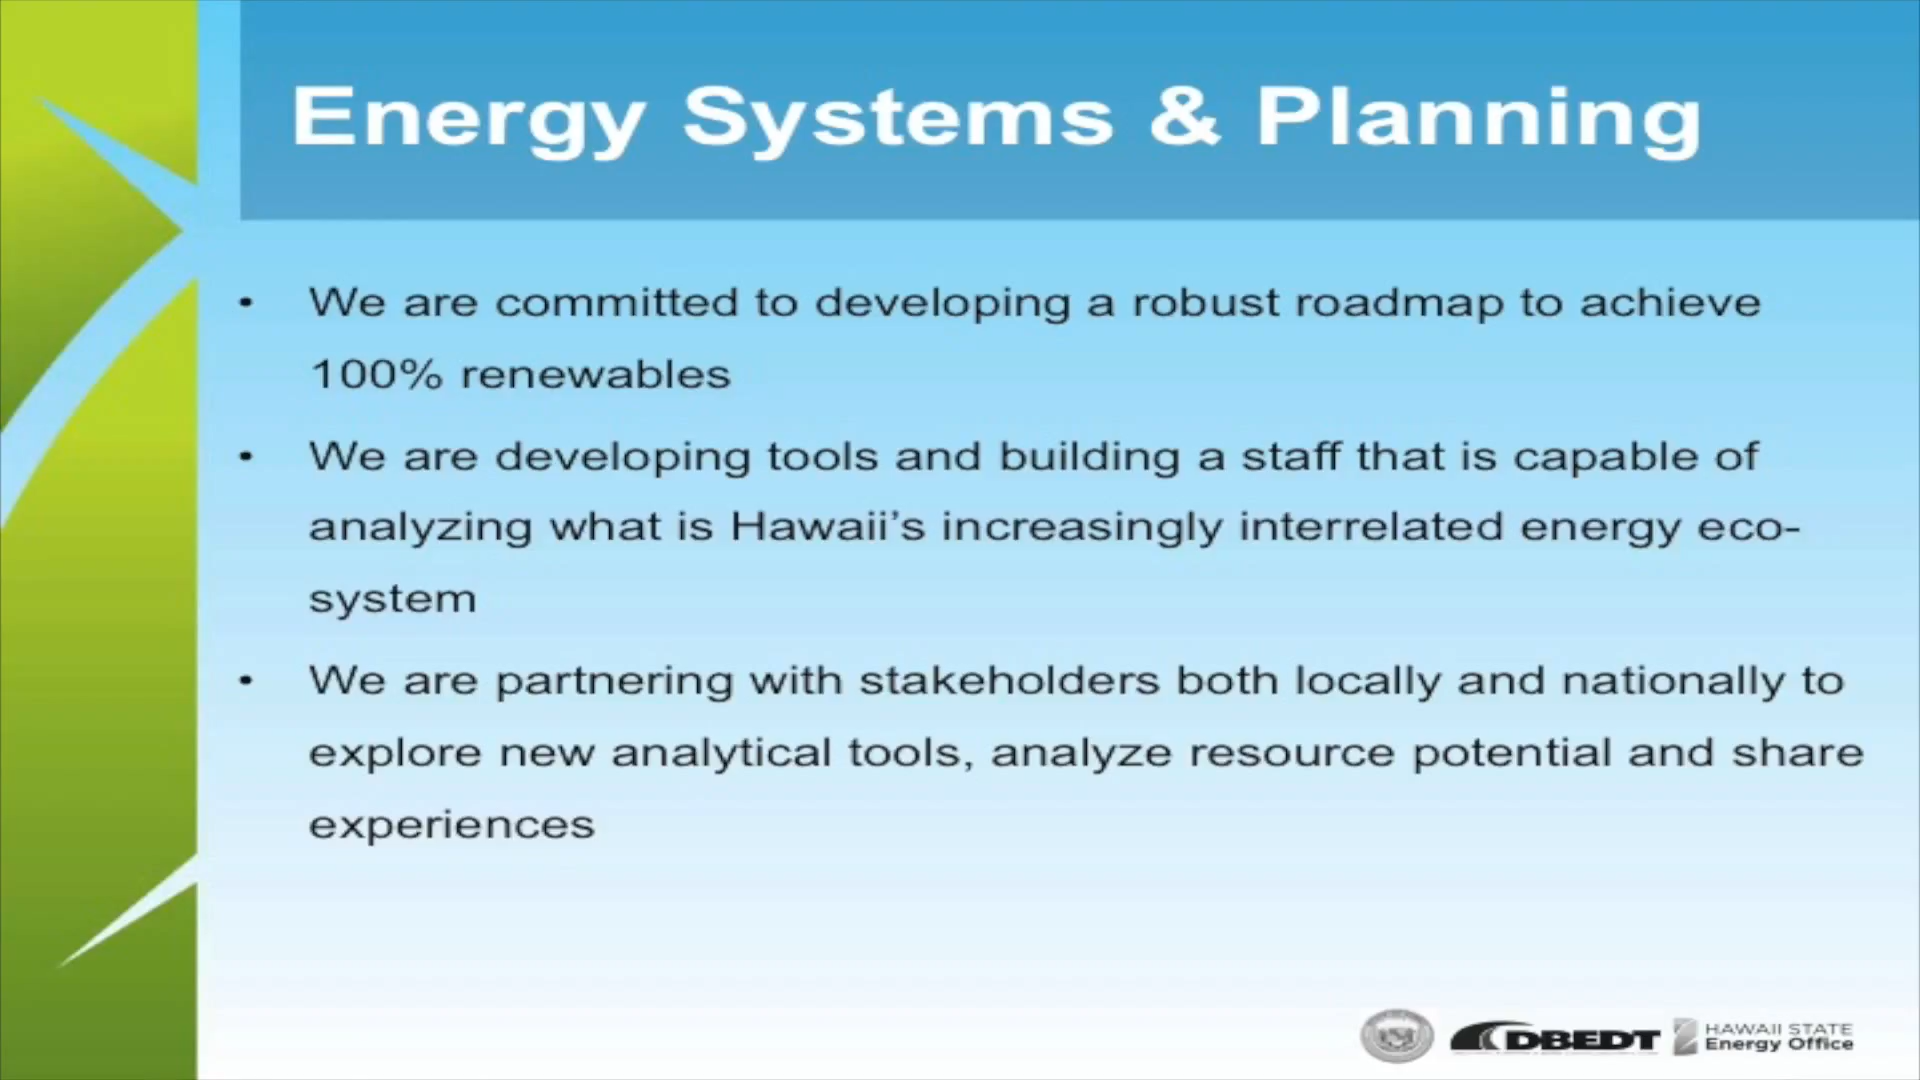 Energy Systems & Planning
• We are committed to developing a robust roadmap to achieve
100% renewables
• We are developing tools and building a staff that is capable of
analyzing what is Hawaii’s increasingly interrelated energy eco-
system
• We are partnering with stakeholders both locally and nationally to
explore new analytical tools, analyze resource potential and share
experiences
DBEDT
HAWAII STATE
Energy Office